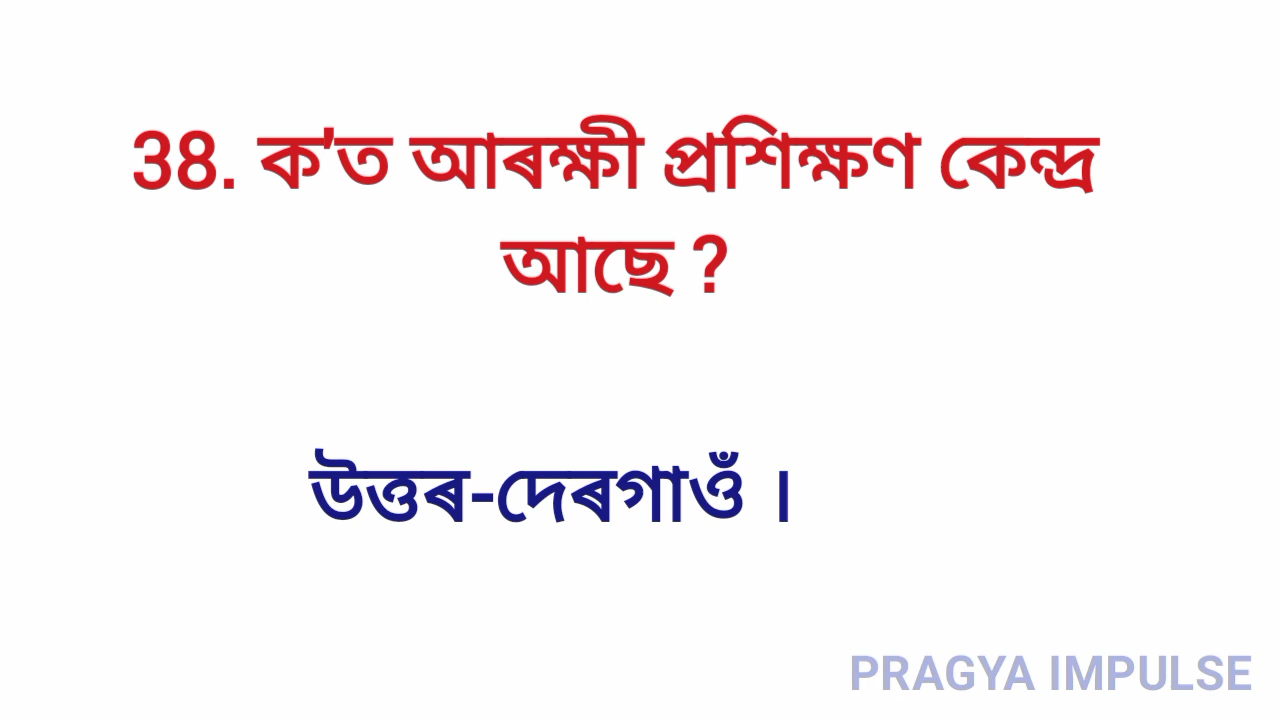 38. ক'ত আৰক্ষী প্ৰশিক্ষণ কেন্দ্ৰ
আছে ?
উত্তৰ-দেৰগাওঁ ।
PRAGYA IMPULSE